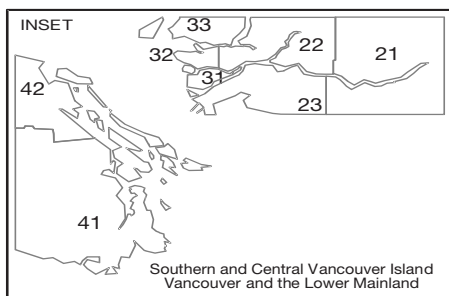 INSET
33
32
22
21
31
42
23
41
Southern and Central Vancouver Island
Vancouver and the Lower Mainland